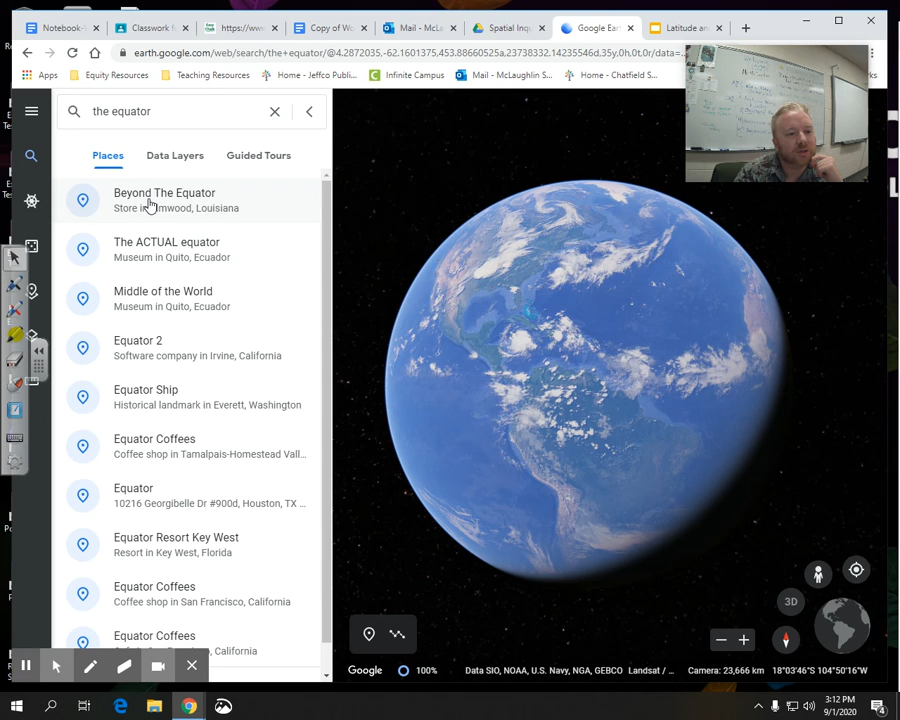 Notebook-
Classwork f
https://www
Copy of Wo
Mail - McLa
Spatial Inqu
Google Eart
Latitude an
earth.google.com/web/search/the+equator/@4.2872035,-62.1601375,453.88660525a,23738332.14235546d,35y,0h,0t,0r/data=...
Apps
Equity Resources
Teaching Resources
Home - Jeffco Publi...
Infinite Campus
Mail - McLaughlin S...
Home - Chatfield S...
the equator
Places
Data Layers
Guided Tours
Beyond The Equator
Store in Elmwood, Louisiana
The ACTUAL equator
Museum in Quito, Ecuador
Middle of the World
Museum in Quito, Ecuador
Equator 2
Software company in Irvine, California
Equator Ship
Historical landmark in Everett, Washington
Equator Coffees
Coffee shop in Tamalpais-Homestead Vall...
Equator
10216 Georgibelle Dr #900d, Houston, TX ...
Equator Resort Key West
Resort in Key West, Florida
Equator Coffees
Coffee shop in San Francisco, California
Equator Coffees
California
3D
Google
100%
Data SIO, NOAA, U.S. Navy, NGA, GEBCO Landsat / ...
Camera: 23,666 km
18°03'46"S 104°50'16"W
3:12 PM
9/1/2020
4